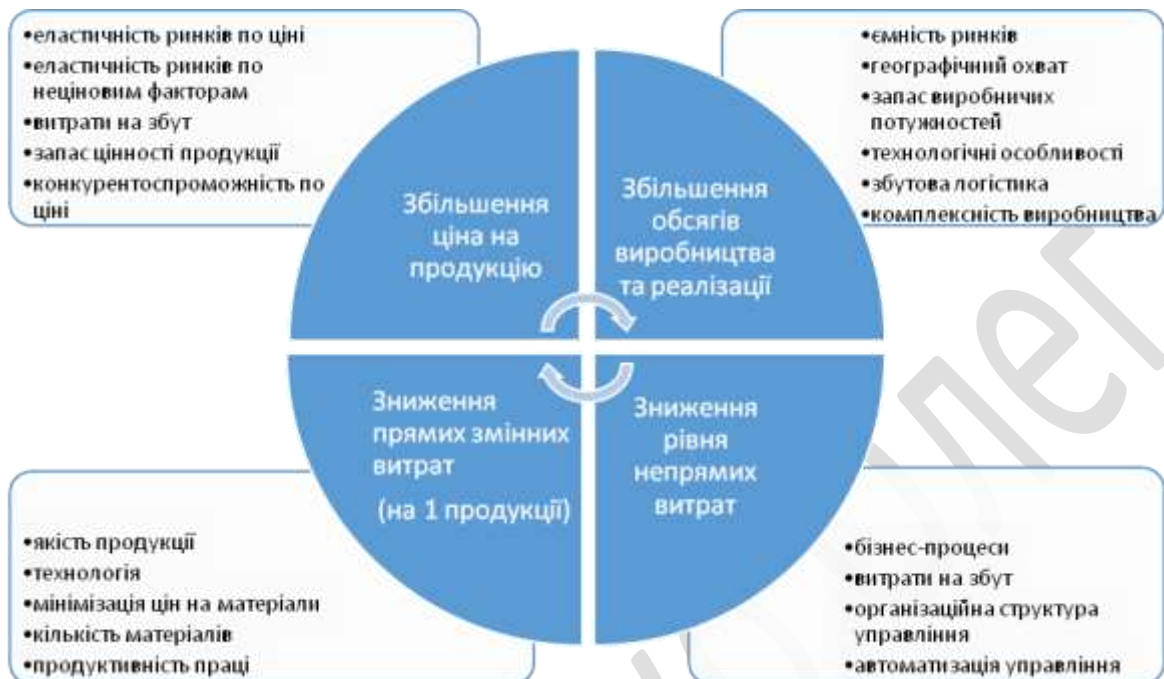 •еластичність ринків по ціні
•еластичність ринків по
неціновим факторам
•витрати на збут
•запас цінності продукції
•конкурентоспроможність по
ціні
•ємність ринків
•географічний охват
•запас виробничих
потужностей
•технологічні особливості
•збутова логістика
•комплексність виробництва
Збільшення
ціна на
продукцію
Збільшення
обсягів
виробництва
та реалізації
Зниження
прямих змінних
витрат
(на 1 продукції)
Зниження
рівня
непрямих
витрат
•якість продукції
•технологія
•мінімізація цін на матеріали
•кількість матеріалів
•продуктивність праці
•бізнес-процеси
•витрати на збут
•організаційна структура
управління
•автоматизація управління